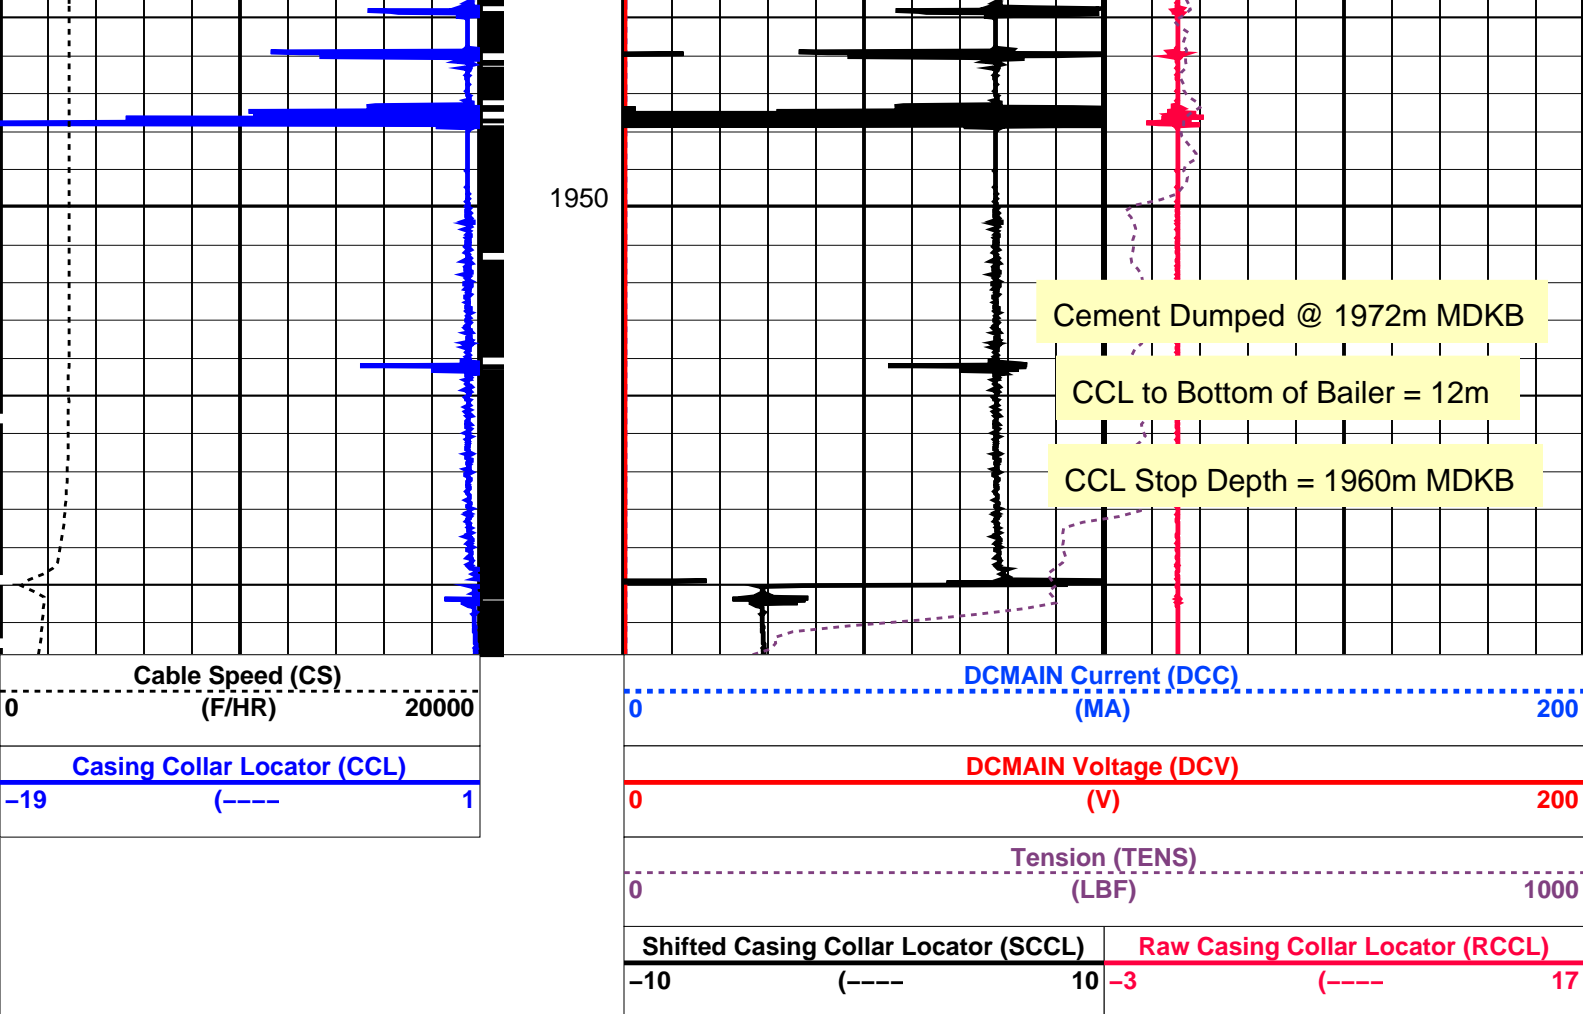 1950
Cement Dumped @ 1972m MDKB
CCL to Bottom of Bailer = 12m
CCL Stop Depth = 1960m MDKB
Cable Speed (CS)
0 (F/HR) 20000
Casing Collar Locator (CCL)
−19 (−−−− 1
DCMAIN Current (DCC)
0 (MA) 200
DCMAIN Voltage (DCV)
0 (V) 200
Tension (TENS)
0 (LBF) 1000
Shifted Casing Collar Locator (SCCL)
−10 (−−−− 10
Raw Casing Collar Locator (RCCL)
−3 (−−−− 17